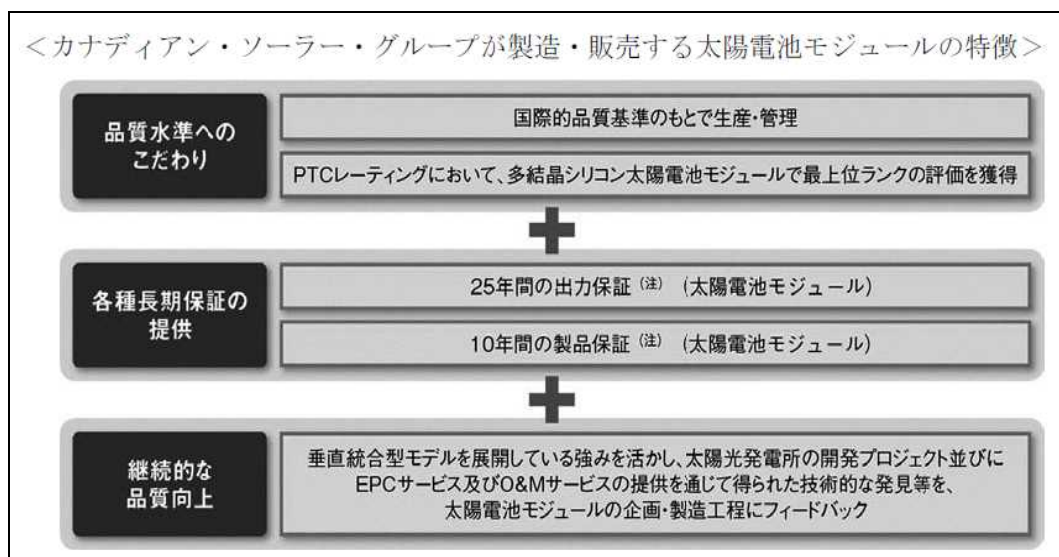 ＜カナディアン・ソーラー・グループが製造・販売する太陽電池モジュールの特徴＞
品質水準への
こだわり
国際的品質基準のもとで生産・管理
PTCレーティングにおいて、多結晶シリコン太陽電池モジュールで最上位ランクの評価を獲得
各種長期保証の
提供
25年間の出力保証（注）（太陽電池モジュール）
10年間の製品保証（注）（太陽電池モジュール）
継続的な
品質向上
垂直統合型モデルを展開している強みを活かし、太陽光発電所の開発プロジェクト並びに
EPCサービス及びO&Mサービスの提供を通じて得られた技術的な発見等を、
太陽電池モジュールの企画・製造工程にフィードバック